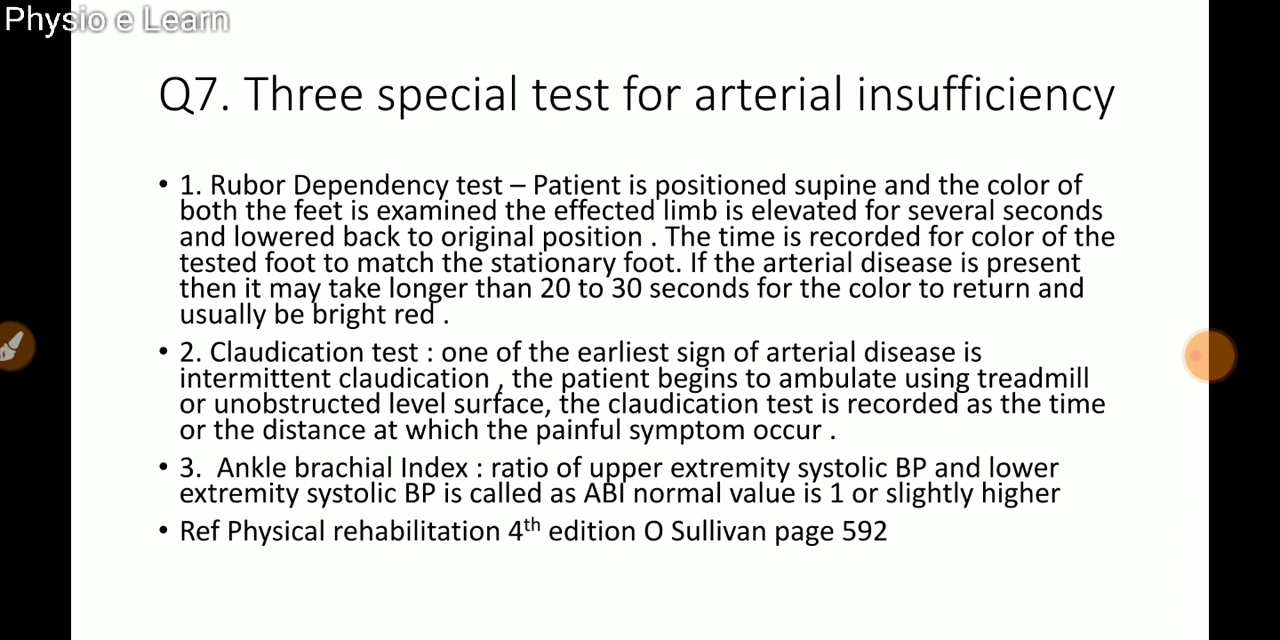 Physio e Learn
Q7. Three special test for arterial insufficiency
• 1. Rubor Dependency test – Patient is positioned supine and the color of
both the feet is examined the effected limb is elevated for several seconds
and lowered back to original position . The time is recorded for color of the
tested foot to match the stationary foot. If the arterial disease is present
then it may take longer than 20 to 30 seconds for the color to return and
usually be bright red .
• 2. Claudication test : one of the earliest sign of arterial disease is
intermittent claudication , the patient begins to ambulate using treadmill
or unobstructed level surface, the claudication test is recorded as the time
or the distance at which the painful symptom occur .
• 3.  Ankle brachial Index : ratio of upper extremity systolic BP and lower
extremity systolic BP is called as ABI normal value is 1 or slightly higher
• Ref Physical rehabilitation 4th edition O Sullivan page 592